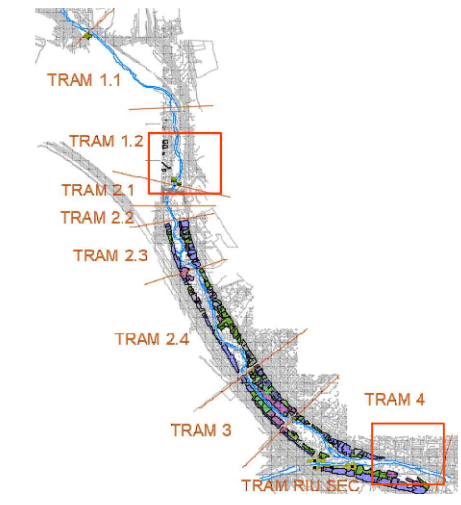 TRAM 1.1
TRAM 1.2
TRAM 2.1
TRAM 2.2
TRAM 2.3
TRAM 2.4
TRAM 4
TRAM 3
TRAM RIU SEC